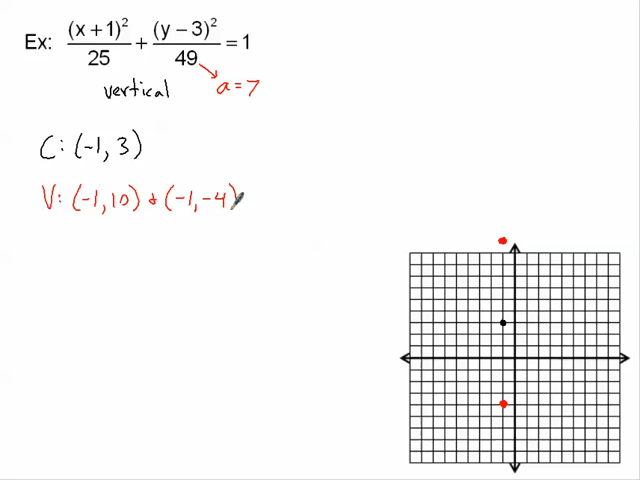 Ex: (x + 1)²/25 + (y − 3)²/49 = 1
vertical
a = 7
C: (-1, 3)
V: (-1, 10) & (-1, -4)